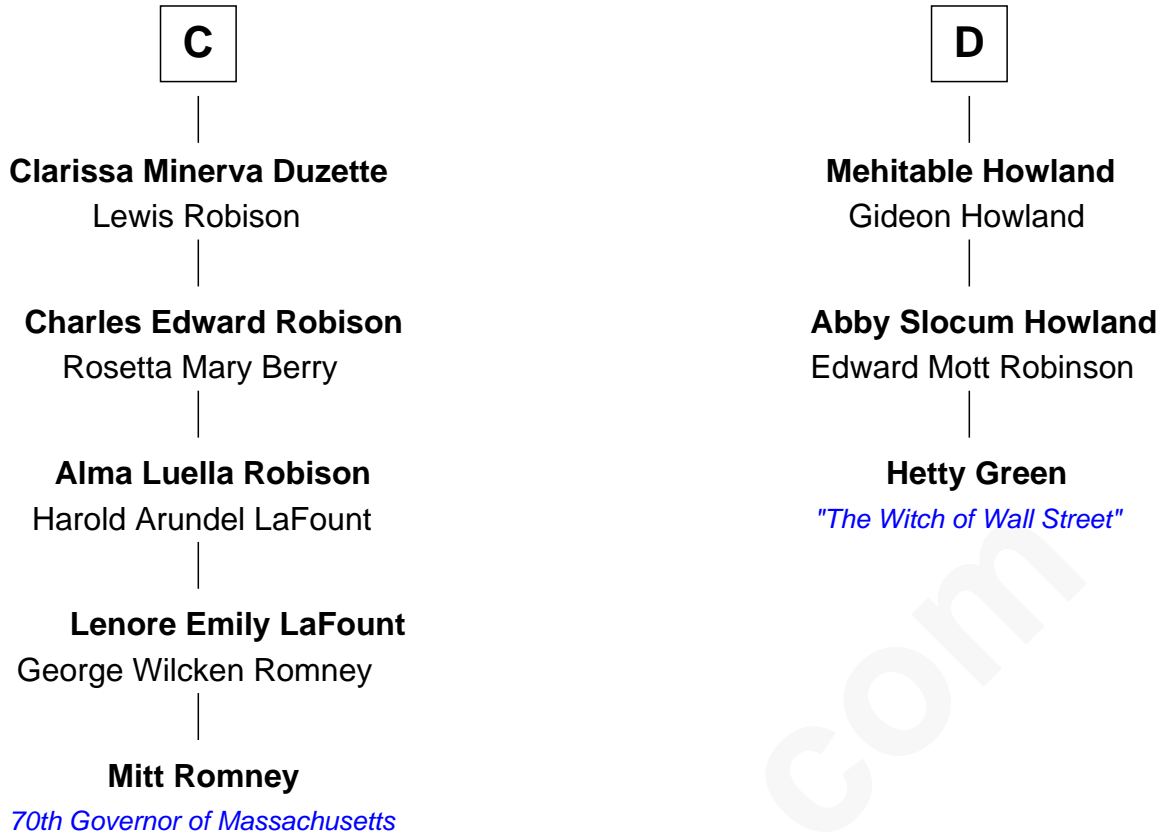 C
Clarissa Minerva Duzette
Lewis Robison
Charles Edward Robison
Rosetta Mary Berry
Alma Luella Robison
Harold Arundel LaFount
Lenore Emily LaFount
George Wilcken Romney
Mitt Romney
70th Governor of Massachusetts
D
Mehitable Howland
Gideon Howland
Abby Slocum Howland
Edward Mott Robinson
Hetty Green
"The Witch of Wall Street"
com